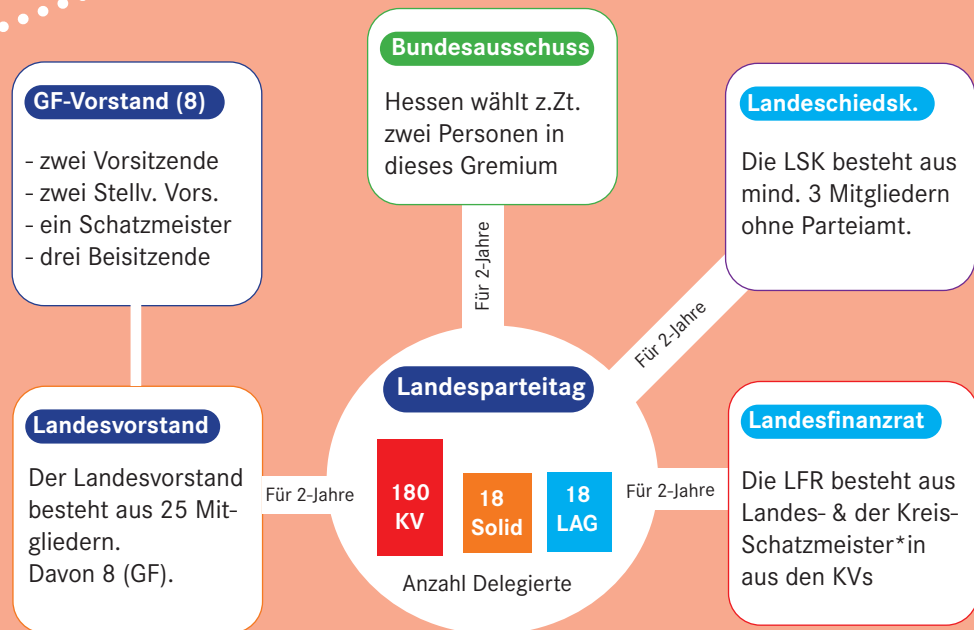 Bundesausschuss
Hessen wählt z.Zt.
zwei Personen in
dieses Gremium
GF-Vorstand (8)
- zwei Vorsitzende
- zwei Stellv. Vors.
- ein Schatzmeister
- drei Beisitzende
Landeschiedsk.
Die LSK besteht aus
mind. 3 Mitgliedern
ohne Parteiamt.
Für 2-Jahre
Für 2-Jahre
Landesparteitag
180
KV
18
Solid
18
LAG
Anzahl Delegierte
Landesvorstand
Der Landesvorstand
besteht aus 25 Mit-
gliedern.
Davon 8 (GF).
Für 2-Jahre
Für 2-Jahre
Landesfinanzrat
Die LFR besteht aus
Landes- & der Kreis-
Schatzmeister*in
aus den KVs